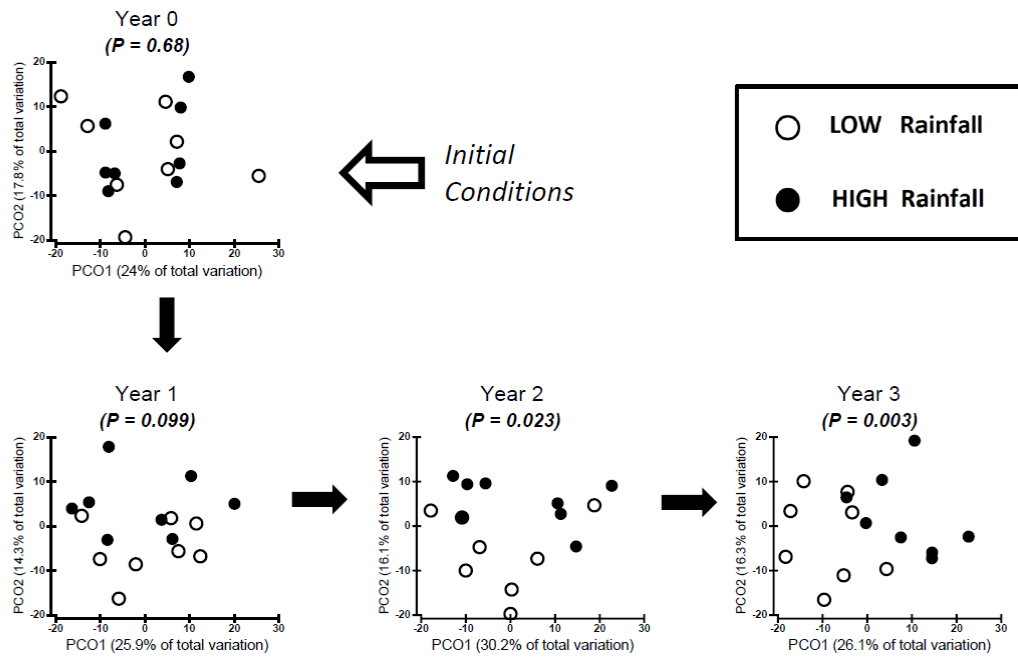 Year 0
(P = 0.68)
20
10
0
-10
-20
PCO2 (17.8% of total variation)
-20 -10 0 10 20 30
PCO1 (24% of total variation)
Initial
Conditions
LOW Rainfall
HIGH Rainfall
Year 1
(P = 0.099)
20
10
0
-10
-20
PCO2 (14.3% of total variation)
-20 -10 0 10 20 30
PCO1 (25.9% of total variation)
Year 2
(P = 0.023)
20
10
0
-10
-20
PCO2 (16.1% of total variation)
-20 -10 0 10 20 30
PCO1 (30.2% of total variation)
Year 3
(P = 0.003)
20
10
0
-10
-20
PCO2 (16.3% of total variation)
-20 -10 0 10 20 30
PCO1 (26.1% of total variation)